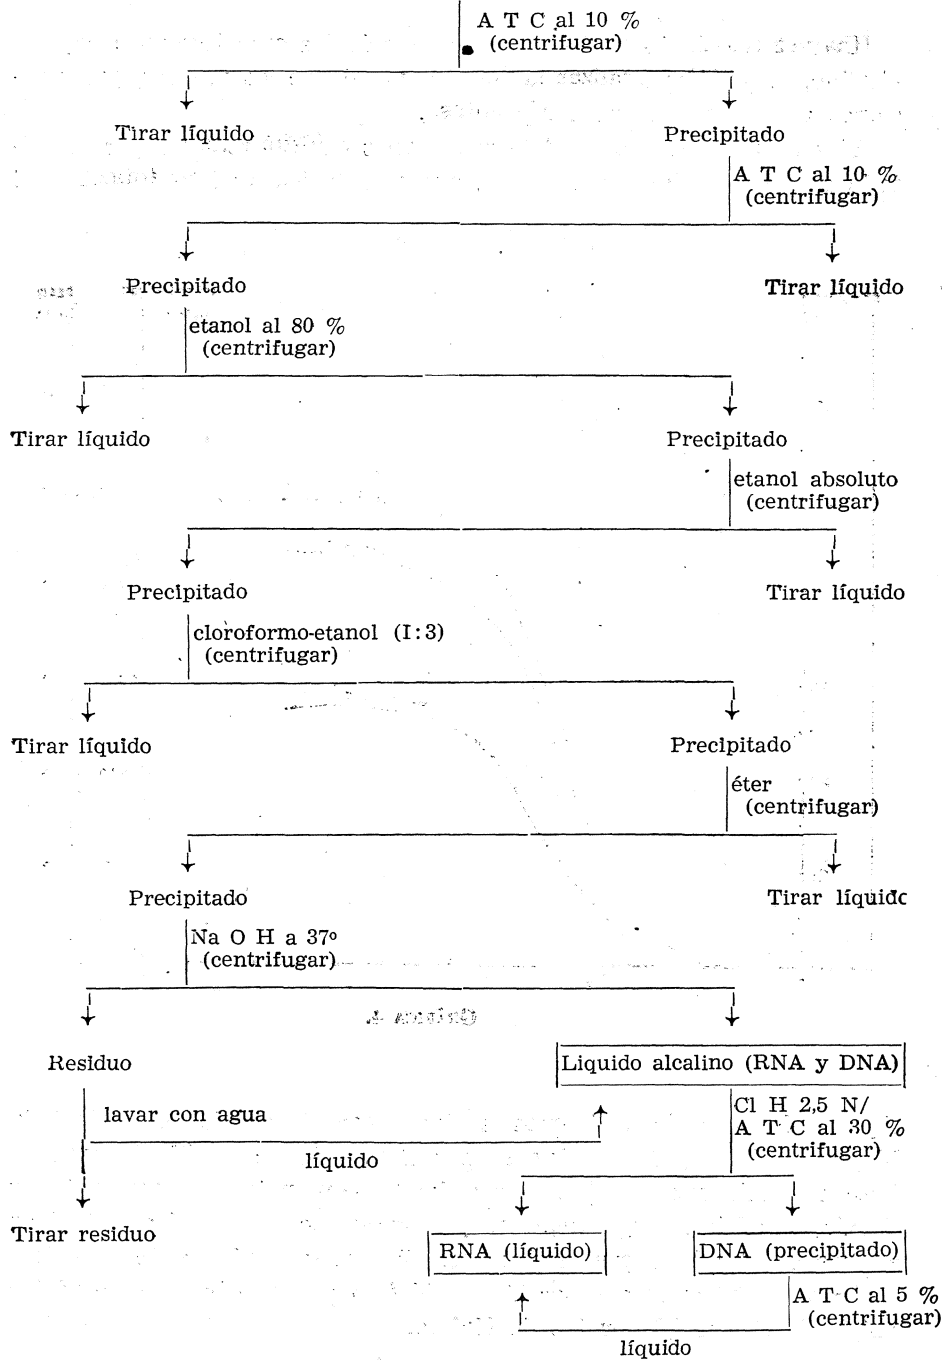 A T C al 10 %
(centrifugar)
Tirar líquido
Precipitado
A T C al 10 %
(centrifugar)
Precipitado
Tirar líquido
etanol al 80 %
(centrifugar)
Tirar líquido
Precipitado
etanol absoluto
(centrifugar)
Precipitado
Tirar líquido
cloroformo-etanol (I:3)
(centrifugar)
Tirar líquido
Precipitado
éter
(centrifugar)
Precipitado
Tirar líquido
Na O H a 37º
(centrifugar)
Residuo
Liquido alcalino (RNA y DNA)
lavar con agua
Cl H 2,5 N/
A T C al 30 %
(centrifugar)
líquido
Tirar residuo
RNA (líquido)
DNA (precipitado)
A T C al 5 %
(centrifugar)
líquido